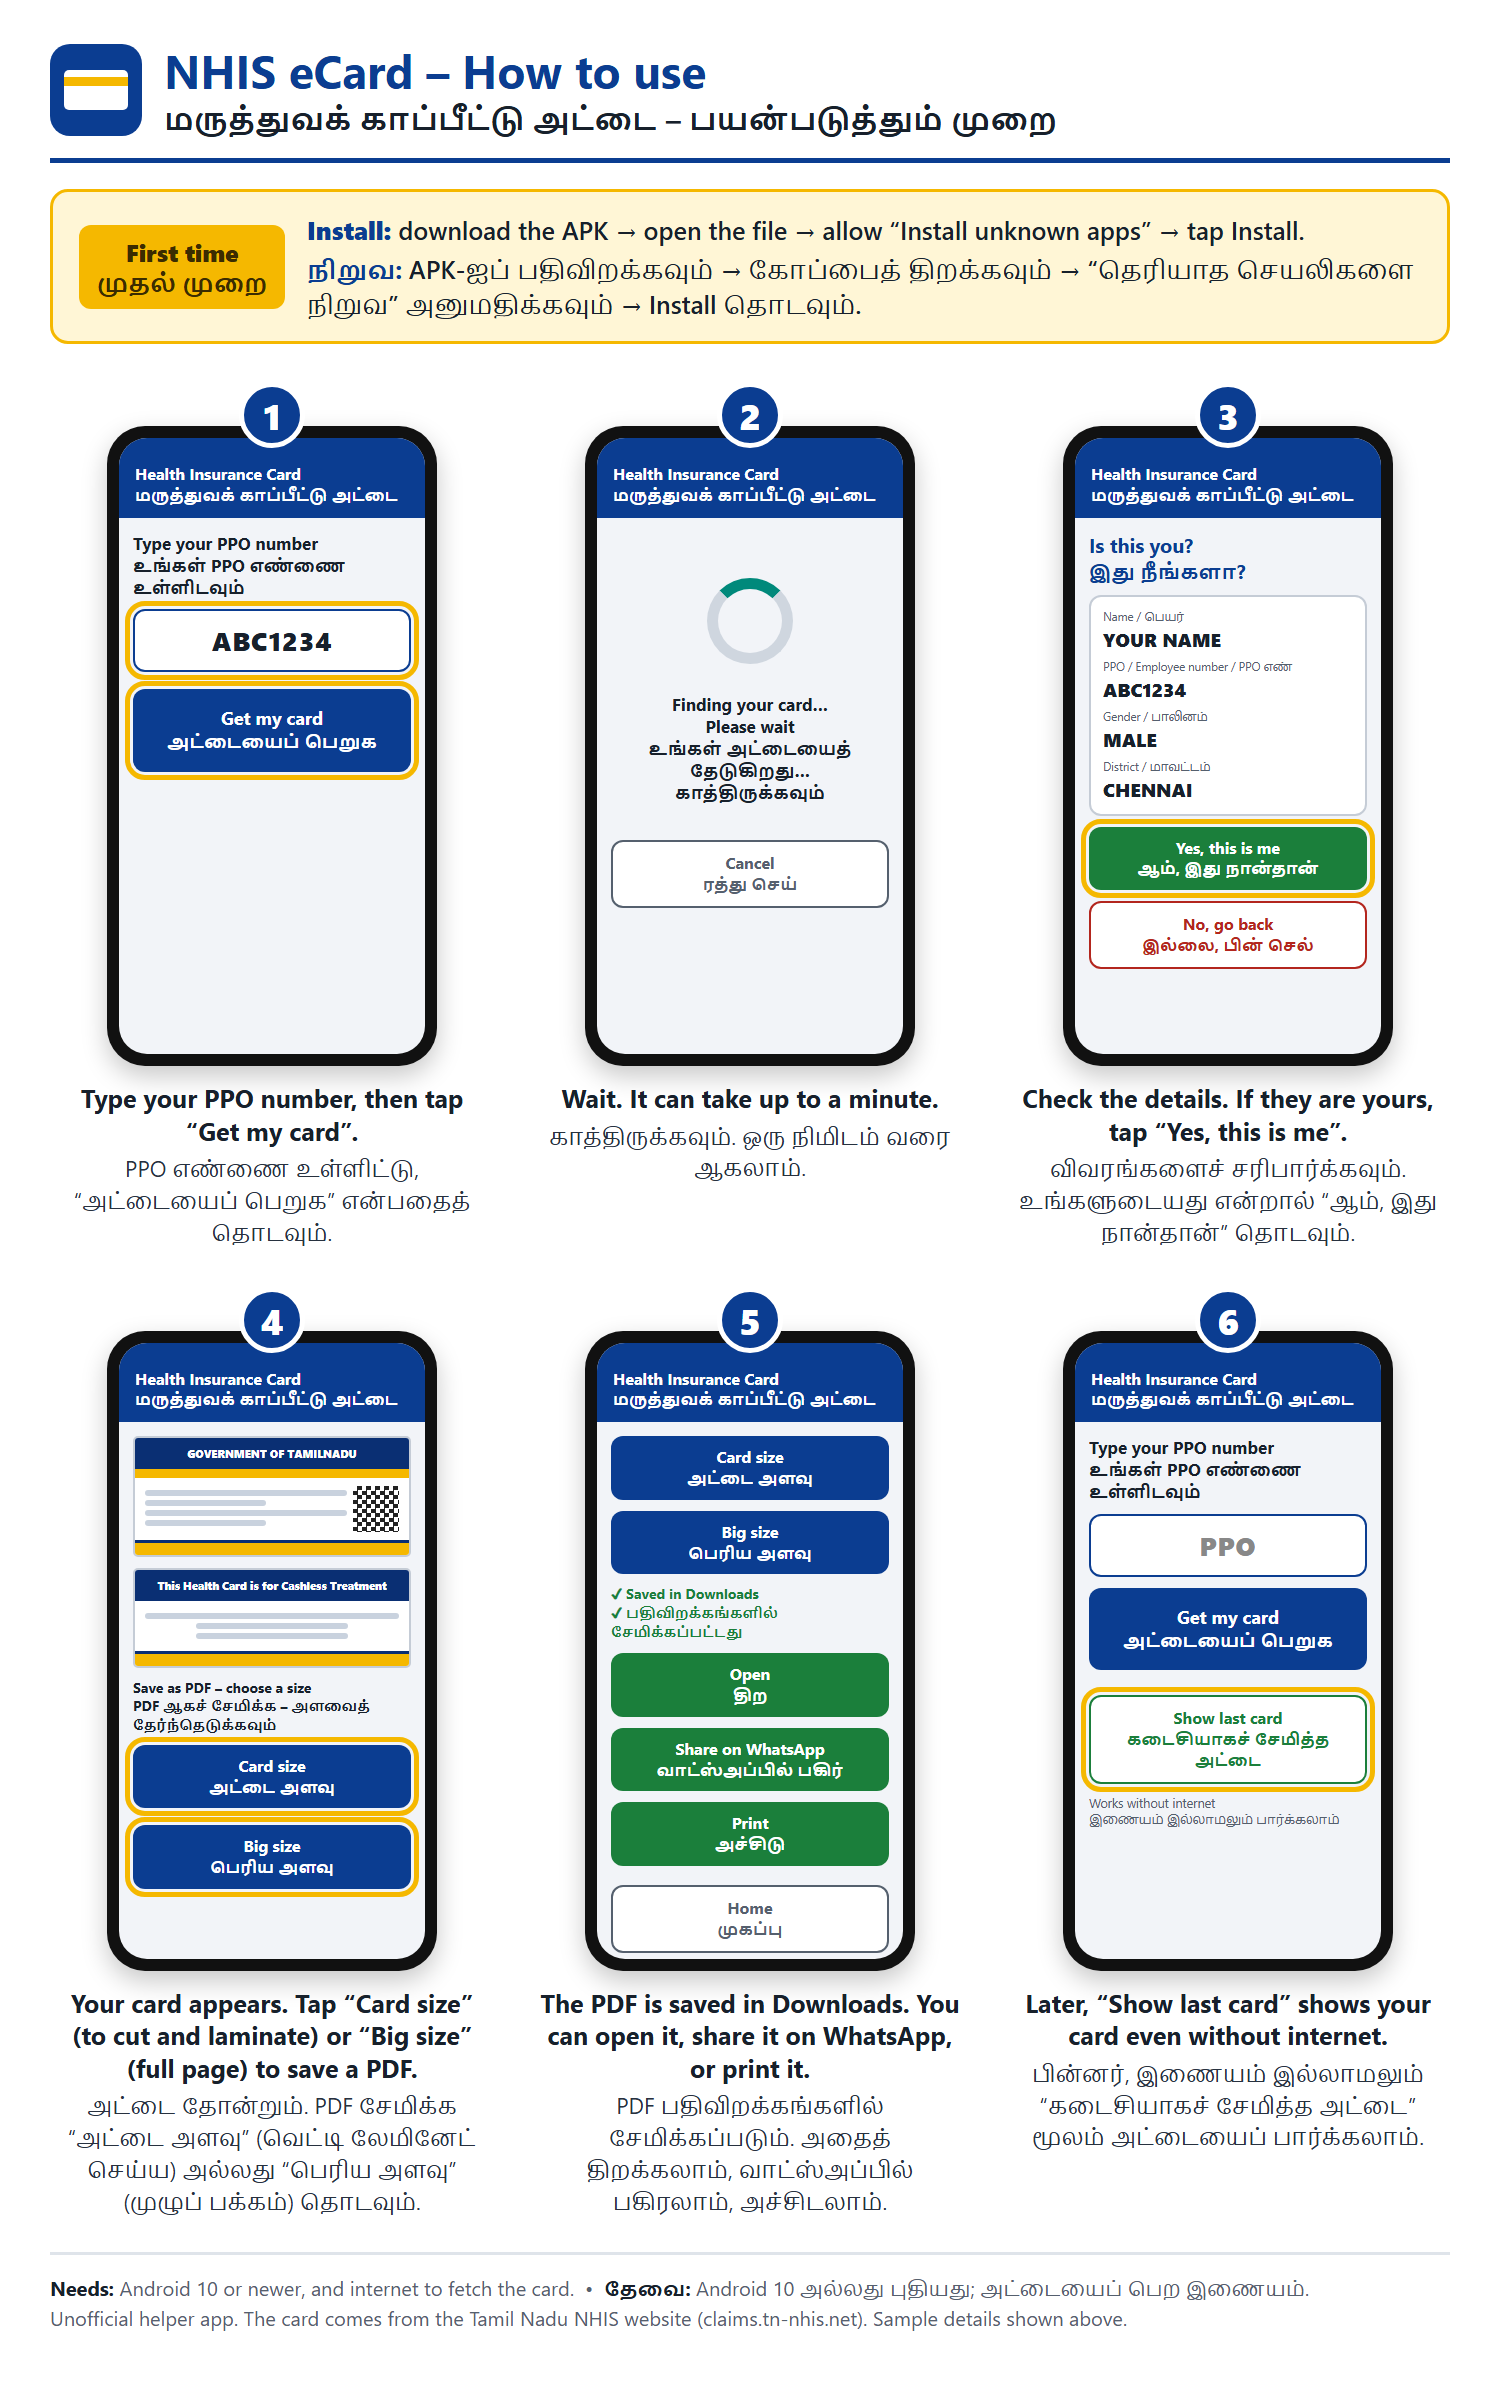 NHIS eCard – How to use
மருத்துவக் காப்பீட்டு அட்டை – பயன்படுத்தும் முறை
First time
முதல் முறை
Install: download the APK → open the file → allow “Install unknown apps” → tap Install.
நிறுவ: APK-ஐப் பதிவிறக்கவும் → கோப்பைத் திறக்கவும் → “தெரியாத செயலிகளை
நிறுவ” அனுமதிக்கவும் → Install தொடவும்.
1
Health Insurance Card
மருத்துவக் காப்பீட்டு அட்டை
Type your PPO number
உங்கள் PPO எண்ணை
உள்ளிடவும்
ABC1234
Get my card
அட்டையைப் பெறுக
Type your PPO number, then tap
“Get my card”.
PPO எண்ணை உள்ளிட்டு,
“அட்டையைப் பெறுக” என்பதைத்
தொடவும்.
2
Health Insurance Card
மருத்துவக் காப்பீட்டு அட்டை
Finding your card...
Please wait
உங்கள் அட்டையைத்
தேடுகிறது...
காத்திருக்கவும்
Cancel
ரத்து செய்
Wait. It can take up to a minute.
காத்திருக்கவும். ஒரு நிமிடம் வரை
ஆகலாம்.
3
Health Insurance Card
மருத்துவக் காப்பீட்டு அட்டை
Is this you?
இது நீங்களா?
Name / பெயர்
YOUR NAME
PPO / Employee number / PPO எண்
ABC1234
Gender / பாலினம்
MALE
District / மாவட்டம்
CHENNAI
Yes, this is me
ஆம், இது நான்தான்
No, go back
இல்லை, பின் செல்
Check the details. If they are yours,
tap “Yes, this is me”.
விவரங்களைச் சரிபார்க்கவும்.
உங்களுடையது என்றால் “ஆம், இது
நான்தான்” தொடவும்.
4
Health Insurance Card
மருத்துவக் காப்பீட்டு அட்டை
GOVERNMENT OF TAMILNADU
This Health Card is for Cashless Treatment
Save as PDF – choose a size
PDF ஆகச் சேமிக்க – அளவைத்
தேர்ந்தெடுக்கவும்
Card size
அட்டை அளவு
Big size
பெரிய அளவு
Your card appears. Tap “Card size”
(to cut and laminate) or “Big size”
(full page) to save a PDF.
அட்டை தோன்றும். PDF சேமிக்க
“அட்டை அளவு” (வெட்டி லேமினேட்
செய்ய) அல்லது “பெரிய அளவு”
(முழுப் பக்கம்) தொடவும்.
5
Health Insurance Card
மருத்துவக் காப்பீட்டு அட்டை
Card size
அட்டை அளவு
Big size
பெரிய அளவு
✓ Saved in Downloads
✓ பதிவிறக்கங்களில்
சேமிக்கப்பட்டது
Open
திற
Share on WhatsApp
வாட்ஸ்அப்பில் பகிர்
Print
அச்சிடு
Home
முகப்பு
The PDF is saved in Downloads. You
can open it, share it on WhatsApp,
or print it.
PDF பதிவிறக்கங்களில்
சேமிக்கப்படும். அதைத்
திறக்கலாம், வாட்ஸ்அப்பில்
பகிரலாம், அச்சிடலாம்.
6
Health Insurance Card
மருத்துவக் காப்பீட்டு அட்டை
Type your PPO number
உங்கள் PPO எண்ணை
உள்ளிடவும்
PPO
Get my card
அட்டையைப் பெறுக
Show last card
கடைசியாகச் சேமித்த
அட்டை
Works without internet
இணையம் இல்லாமலும் பார்க்கலாம்
Later, “Show last card” shows your
card even without internet.
பின்னர், இணையம் இல்லாமலும்
“கடைசியாகச் சேமித்த அட்டை”
மூலம் அட்டையைப் பார்க்கலாம்.
Needs: Android 10 or newer, and internet to fetch the card. • தேவை: Android 10 அல்லது புதியது; அட்டையைப் பெற இணையம்.
Unofficial helper app. The card comes from the Tamil Nadu NHIS website (claims.tn-nhis.net). Sample details shown above.